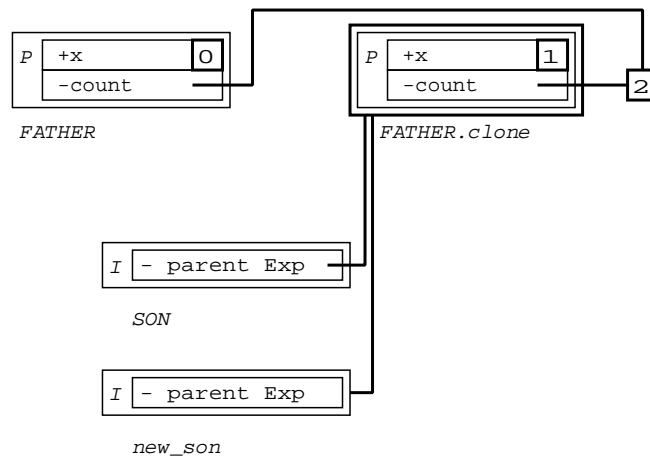 P +x 0
-count
FATHER
P +x 1
-count 2
FATHER.clone
I - parent Exp
SON
I - parent Exp
new_son